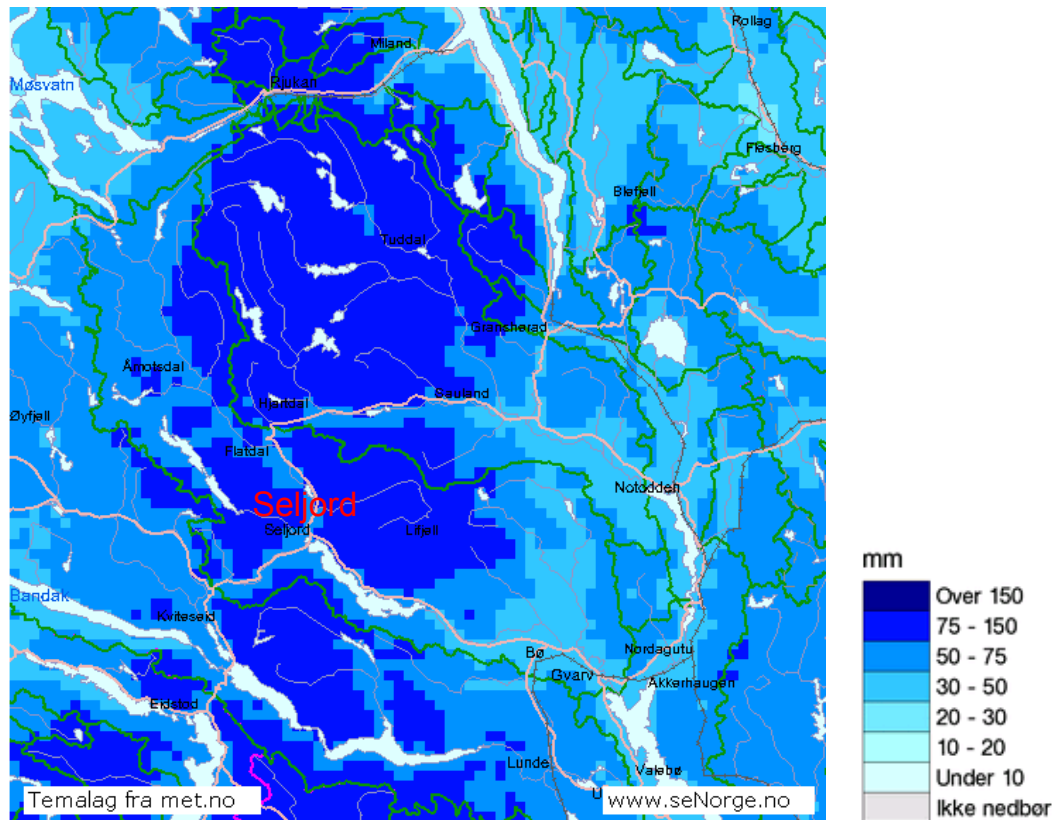 Rollag
Miland
Møsvatn
Rjukan
Flesberg
Blefjell
Tuddal
Gransherad
Åmotsdal
Sauland
Hjartdal
Øyfjell
Flatdal
Notodden
Seljord
Seljord
Lifjell
Bandak
Kviteseid
Nordagutu
Bø
Gvarv
Akkerhaugen
Eidstod
Lunde
Valebø
U
Temalag fra met.no
www.seNorge.no
mm
Over 150
75 - 150
50 - 75
30 - 50
20 - 30
10 - 20
Under 10
Ikke nedbør